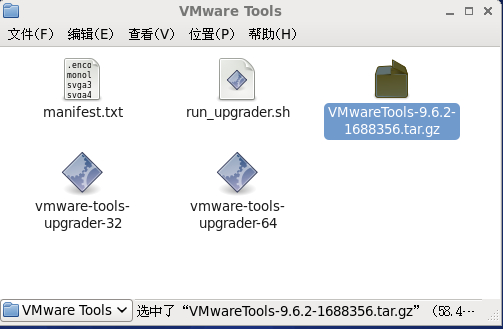 VMware Tools
文件(F) 编辑(E) 查看(V) 位置(P) 帮助(H)
.enco
monol
svga3
svga4
manifest.txt
run_upgrader.sh
VMwareTools-9.6.2-
1688356.tar.gz
vmware-tools-
upgrader-32
vmware-tools-
upgrader-64
VMware Tools
选中了“VMwareTools-9.6.2-1688356.tar.gz” (58.4…